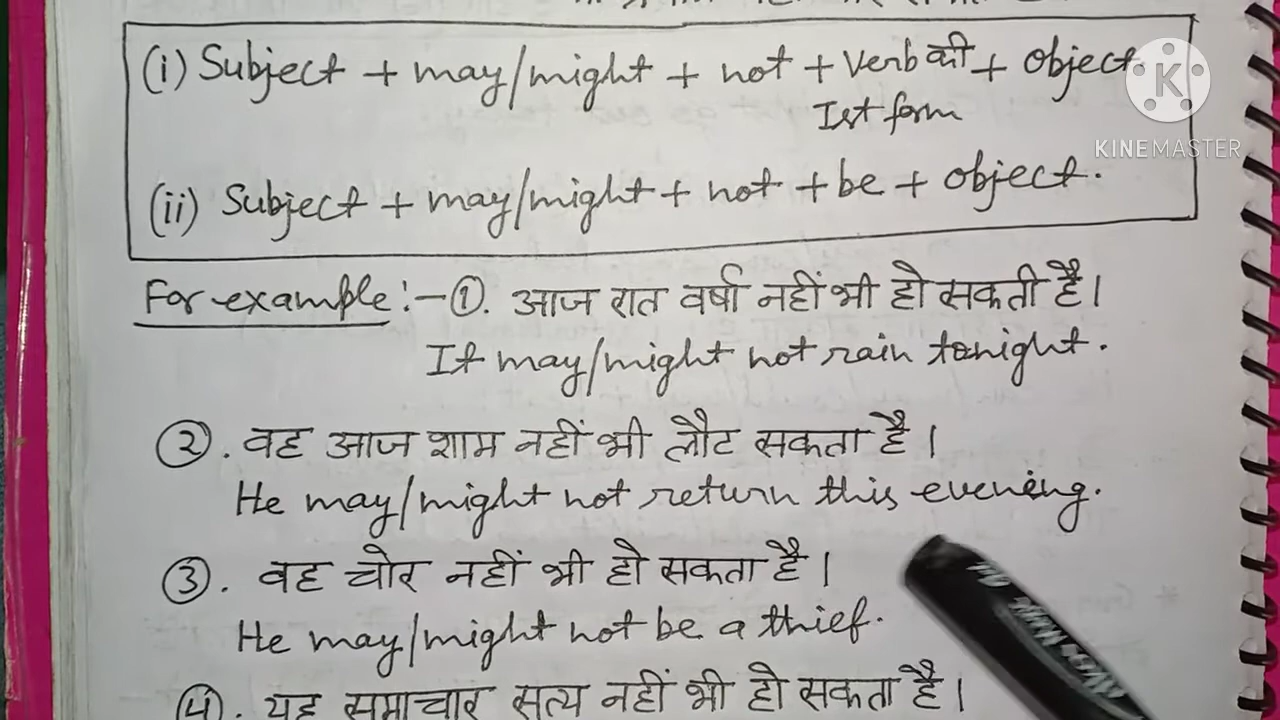 (i) Subject + may/might + not + Verb की + Object.
Ist form
(ii) Subject + may/might + not + be + object.
For example:- ①. आज रात वर्षा नहीं भी हो सकती है।
It may/might not rain tonight.
②. वह आज शाम नहीं भी लौट सकता है।
He may/might not return this evening.
③. वह चोर नहीं भी हो सकता है।
He may/might not be a thief.
④. यह समाचार सत्य नहीं भी हो सकता है।
K
KINEMASTER